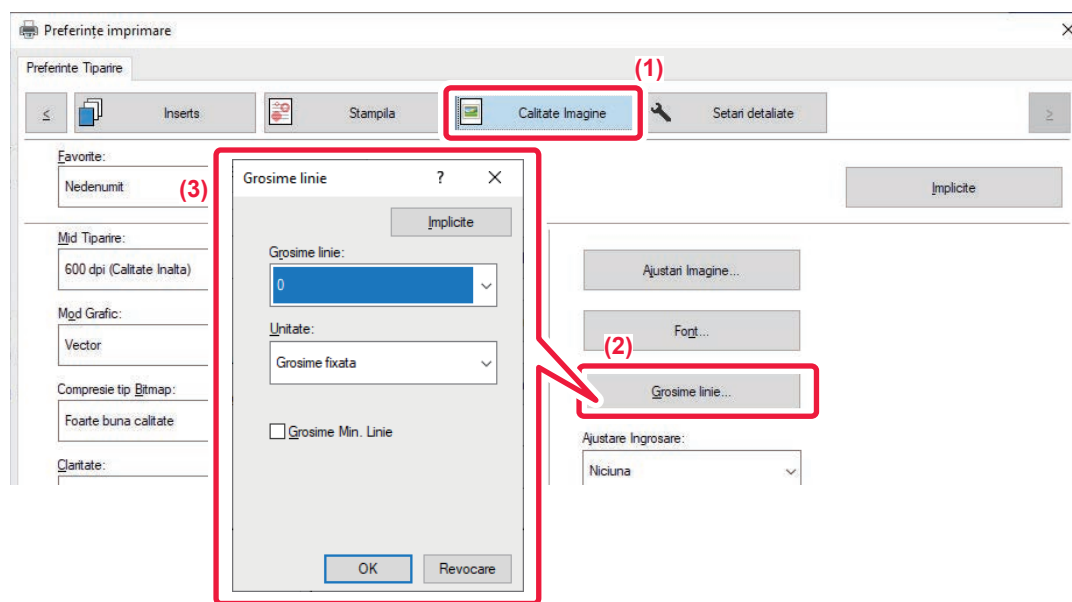 Preferințe imprimare
Preferinte Tiparire
(1)
<
Inserts
Stampila
Calitate Imagine
Setari detaliate
>
Favorite:
Nedenumit
Implicite
(3)
Grosime linie
?
Implicite
Grosime linie:
0
Unitate:
Grosime fixata
Grosime Min. Linie
OK
Revocare
Mid Tiparire:
600 dpi (Calitate Inalta)
Mod Grafic:
Vector
Compresie tip Bitmap:
Foarte buna calitate
Claritate:
Ajustari Imagine...
Font...
(2)
Grosime linie...
Ajustare Ingrosare:
Niciuna